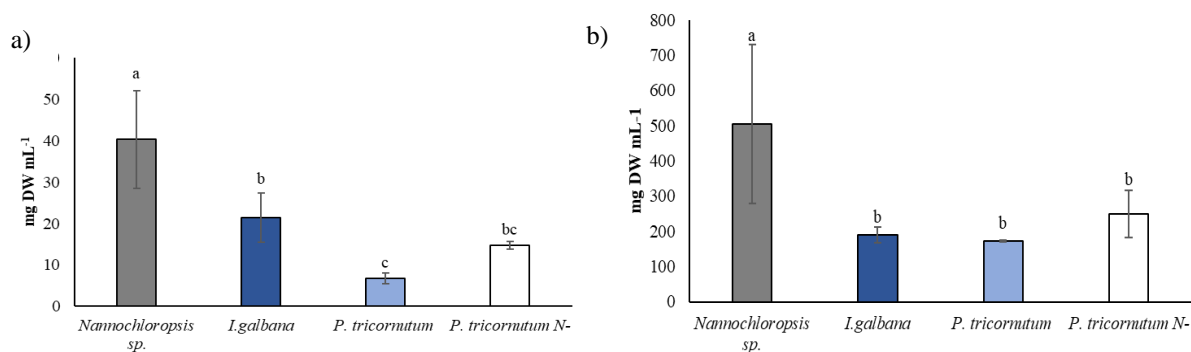 a)
50
40
30
20
10
0
mg DW mL-1
a
b
c
bc
Nannochloropsis
sp.
I.galbana
P. tricornutum
P. tricornutum N-
b)
800
700
600
500
400
300
200
100
0
mg DW mL-1
a
b
b
b
Nannochloropsis
sp.
I.galbana
P. tricornutum
P. tricornutum N-